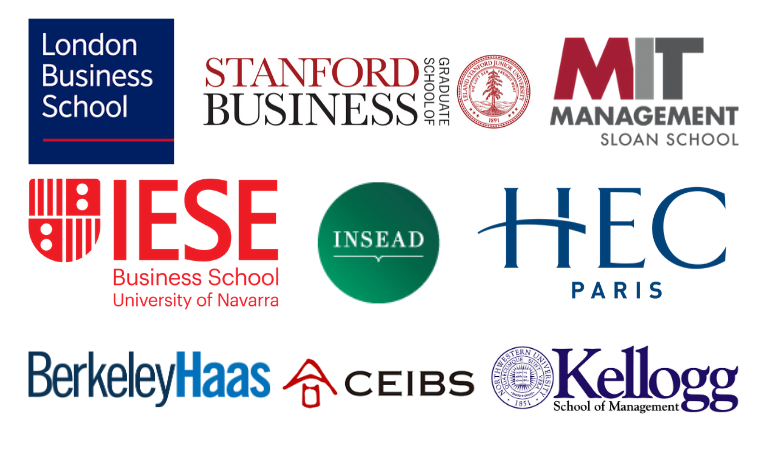 London
Business
School
STANFORD
BUSINESS
GRADUATE
SCHOOL OF
LELAND STANFORD JUNIOR UNIVERSITY
1891
MIT
MANAGEMENT
SLOAN SCHOOL
IESE
Business School
University of Navarra
INSEAD
HEC
PARIS
BerkeleyHaas
CEIBS
NORTHWESTERN UNIVERSITY
1851
Kellogg
School of Management